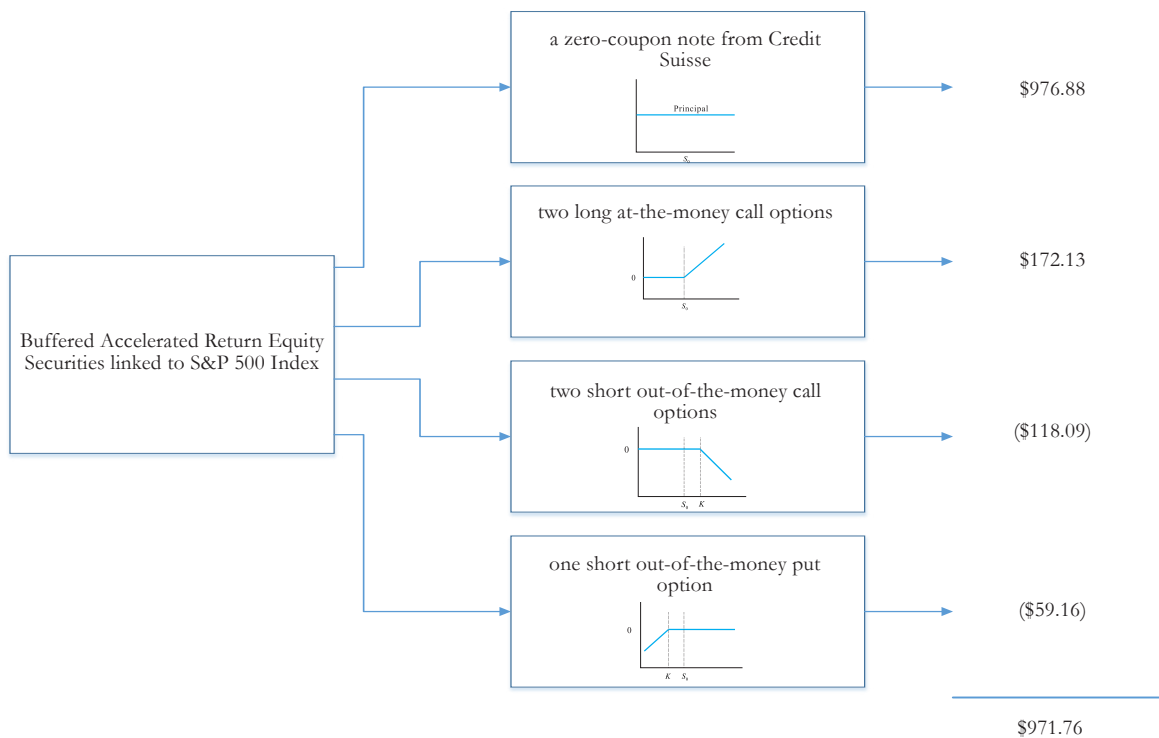 a zero-coupon note from Credit
Suisse
Principal
S₀
$976.88
two long at-the-money call options
0
S₀
$172.13
Buffered Accelerated Return Equity
Securities linked to S&P 500 Index
two short out-of-the-money call
options
0
S₀ K
($118.09)
one short out-of-the-money put
option
0
K S₀
($59.16)
$971.76